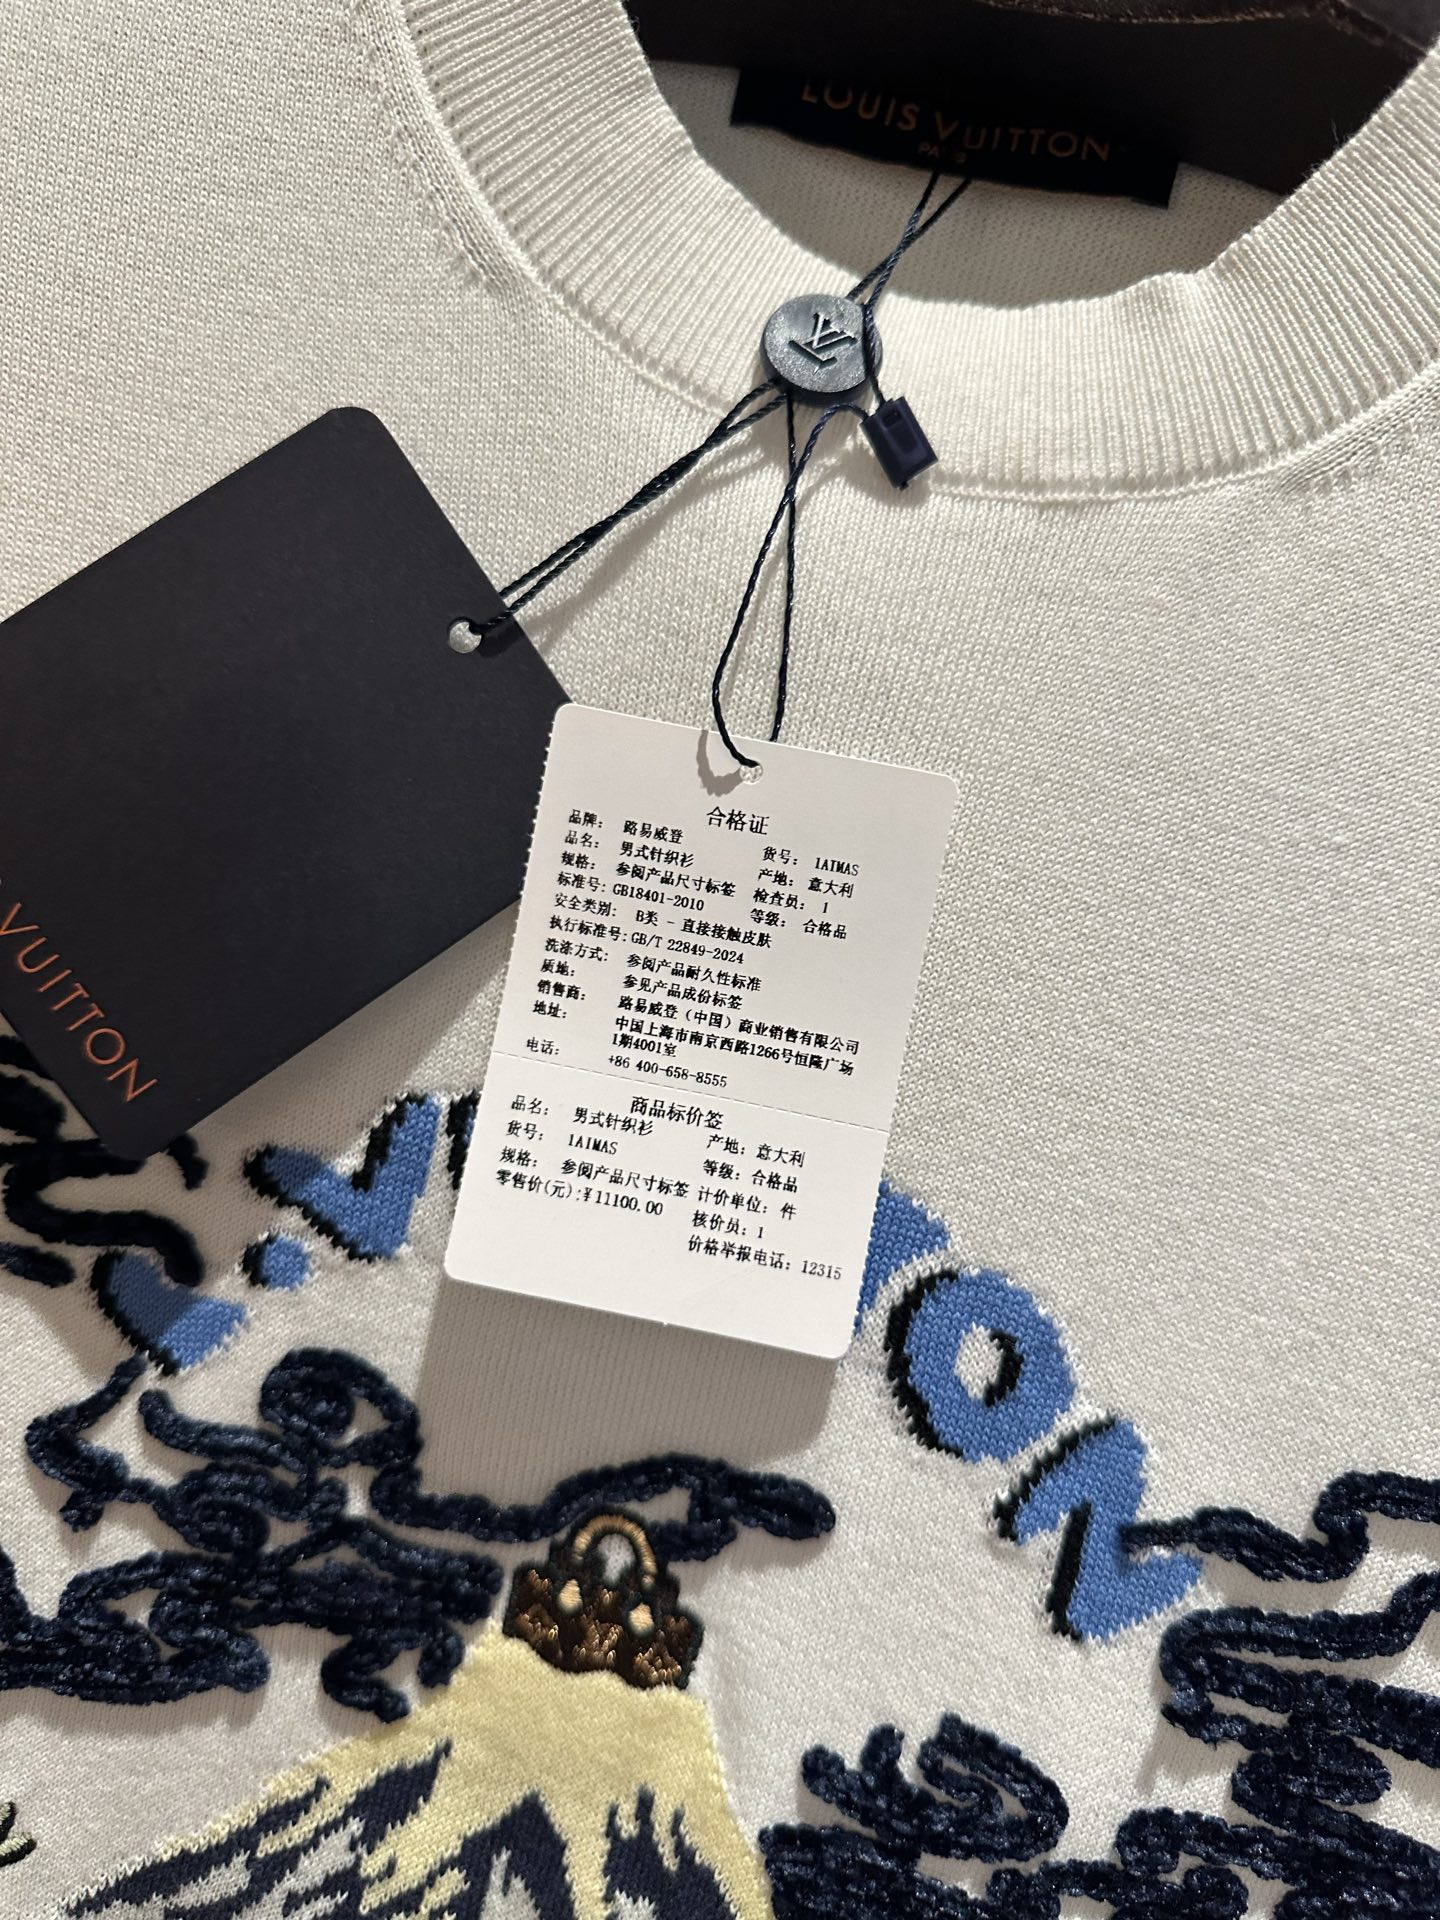 LOUIS VUITTON
PARIS
VUITTON
合格证
品牌: 路易威登
品名: 男式针织衫 货号: 1AIMAS
规格: 参阅产品尺寸标签 产地: 意大利
标准号: GB18401-2010 检查员: 1
安全类别: B类 - 直接接触皮肤 等级: 合格品
执行标准号: GB/T 22849-2024
洗涤方式: 参阅产品耐久性标准
质地: 参见产品成份标签
销售商: 路易威登（中国）商业销售有限公司
地址: 中国上海市南京西路1266号恒隆广场
1期4001室
电话: +86 400-658-8555
商品标价签
品名: 男式针织衫 产地: 意大利
货号: 1AIMAS 等级: 合格品
规格: 参阅产品尺寸标签 计价单位: 件
零售价(元):¥11100.00 核价员: 1
价格举报电话: 12315
L.V
ON